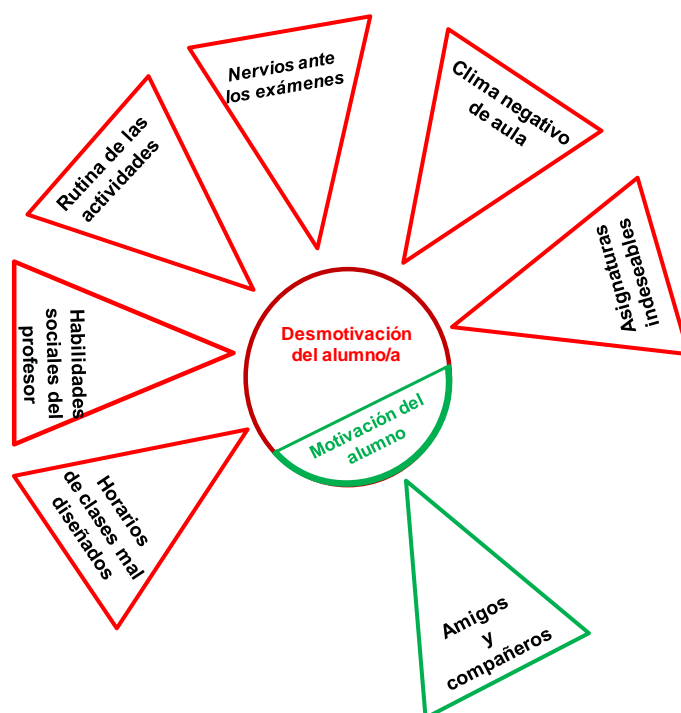 Nervios ante
los exámenes
Clima negativo
de aula
Rutina de las
actividades
Asignaturas
indeseables
Habilidades
sociales del
profesor
Desmotivación
del alumno/a
Motivación del
alumno
Horarios
de clases mal
diseñados
Amigos
y
compañeros